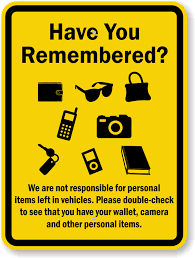 Have You
Remembered?
We are not responsible for personal
items left in vehicles. Please double-check
to see that you have your wallet, camera
and other personal items.